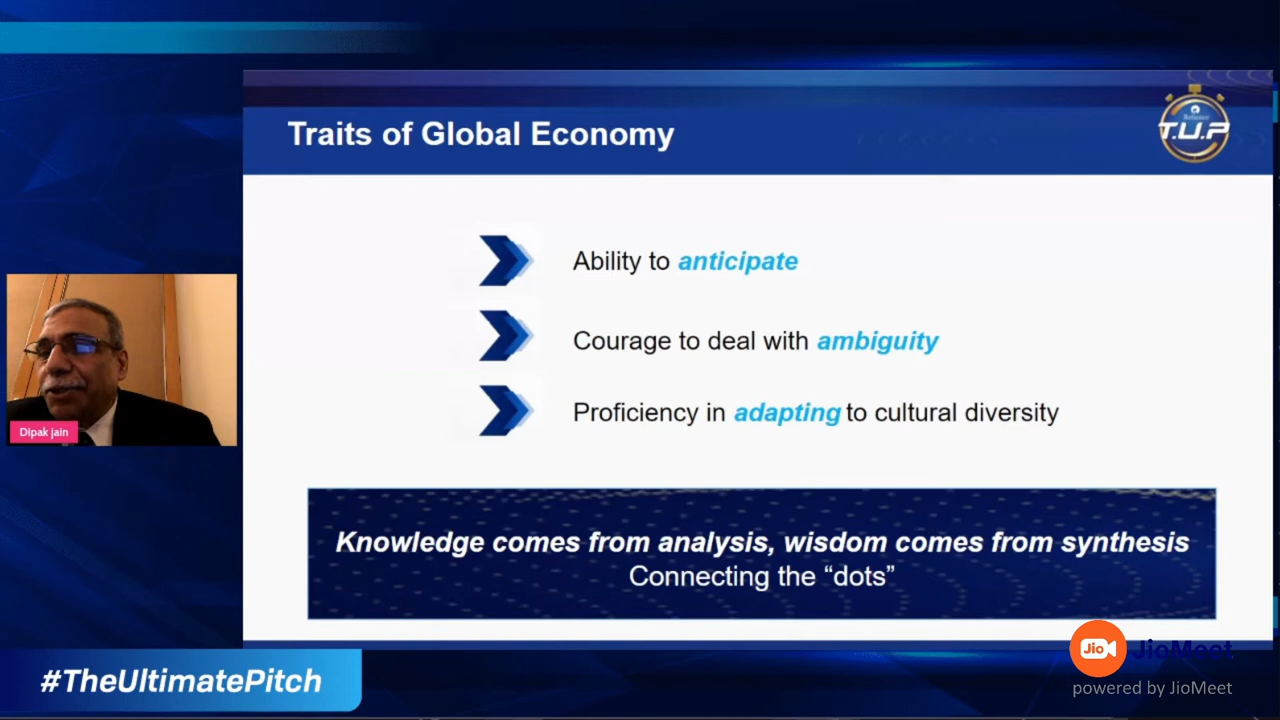 Traits of Global Economy
Reliance
T.U.P
Ability to anticipate
Courage to deal with ambiguity
Proficiency in adapting to cultural diversity
Dipak jain
Knowledge comes from analysis, wisdom comes from synthesis
Connecting the “dots”
#TheUltimatePitch
Jio
JioMeet
powered by JioMeet